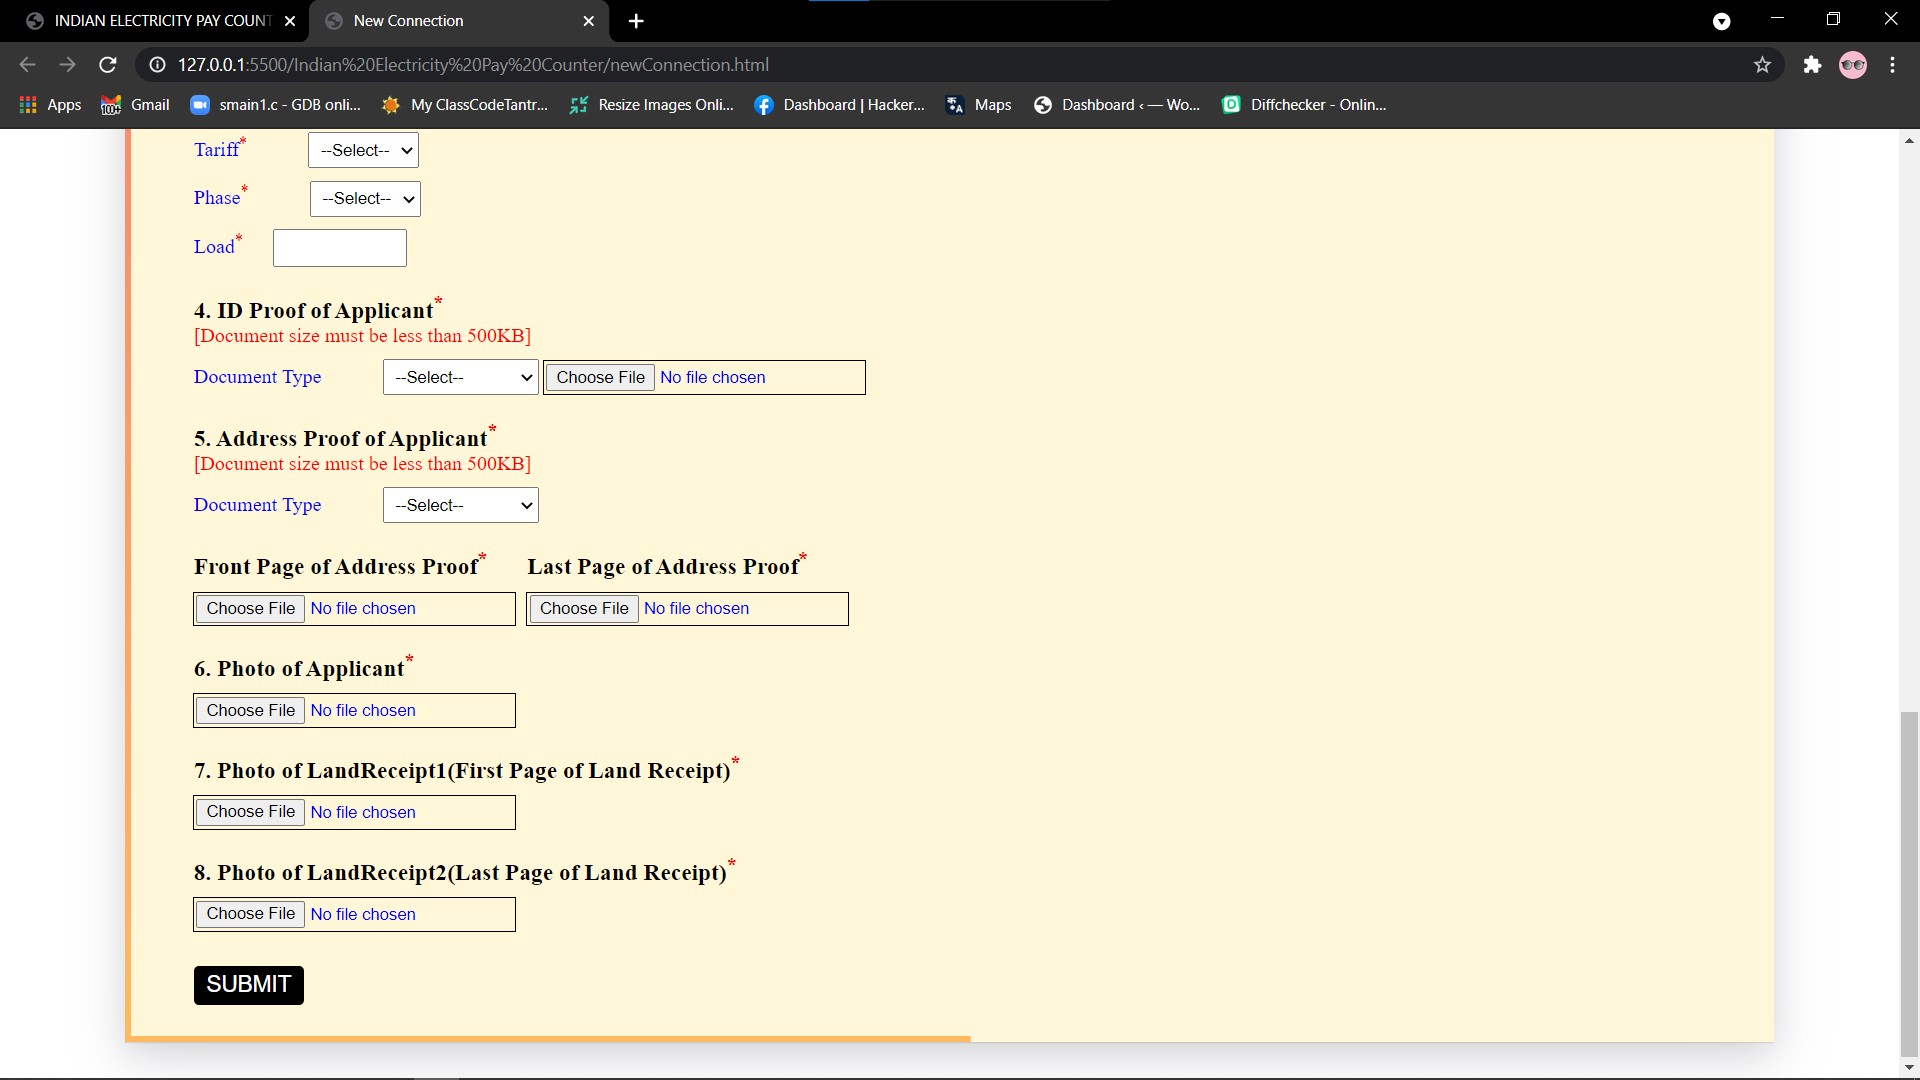 INDIAN ELECTRICITY PAY COUNT
New Connection
127.0.0.1:5500/Indian%20Electricity%20Pay%20Counter/newConnection.html
Apps
100+
Gmail
smain1.c - GDB onli...
My ClassCodeTantr...
Resize Images Onli...
Dashboard | Hacker...
Maps
Dashboard ‹ — Wo...
Diffchecker - Onlin...
Tariff* --Select--
Phase* --Select--
Load*
4. ID Proof of Applicant*
[Document size must be less than 500KB]
Document Type --Select-- Choose File No file chosen
5. Address Proof of Applicant*
[Document size must be less than 500KB]
Document Type --Select--
Front Page of Address Proof* Last Page of Address Proof*
Choose File No file chosen Choose File No file chosen
6. Photo of Applicant*
Choose File No file chosen
7. Photo of LandReceipt1(First Page of Land Receipt)*
Choose File No file chosen
8. Photo of LandReceipt2(Last Page of Land Receipt)*
Choose File No file chosen
SUBMIT